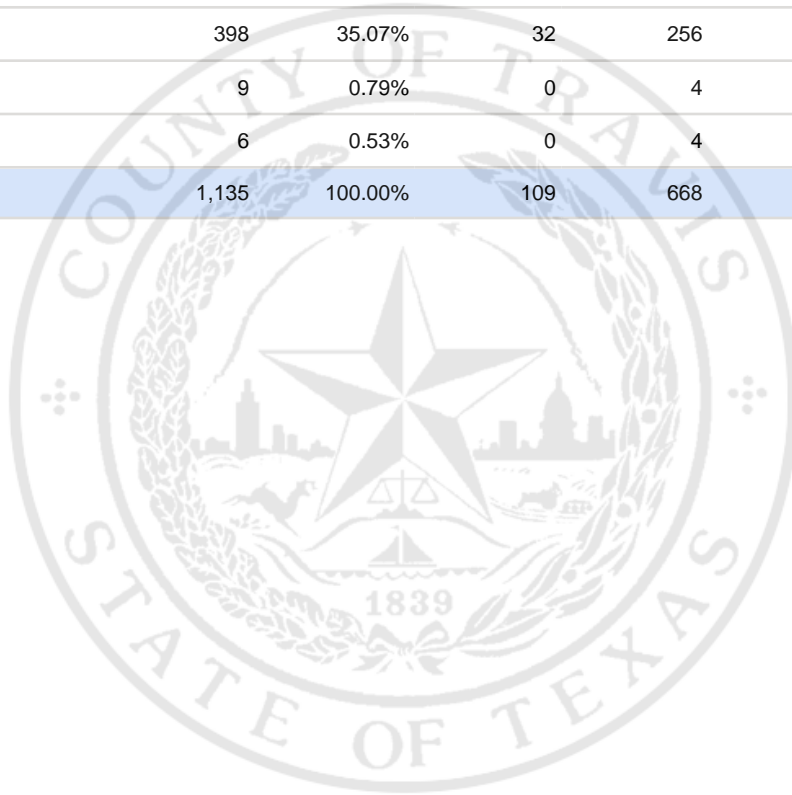 398 35.07% 32 256
9 0.79% 0 4
6 0.53% 0 4
1,135 100.00% 109 668
COUNTY OF TRAVIS
1839
STATE OF TEXAS